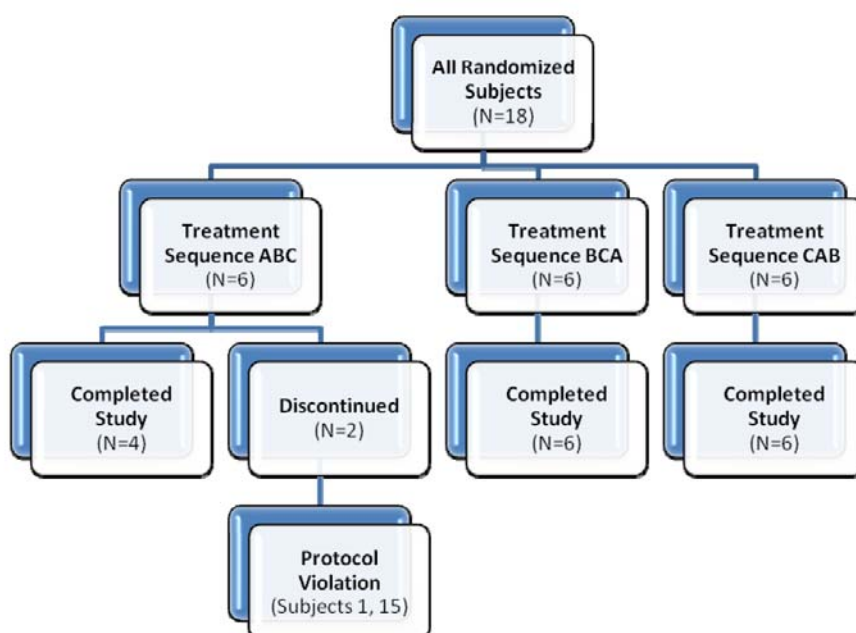 All Randomized
Subjects
(N=18)
Treatment
Sequence ABC
(N=6)
Treatment
Sequence BCA
(N=6)
Treatment
Sequence CAB
(N=6)
Completed
Study
(N=4)
Discontinued
(N=2)
Completed
Study
(N=6)
Completed
Study
(N=6)
Protocol
Violation
(Subjects 1, 15)